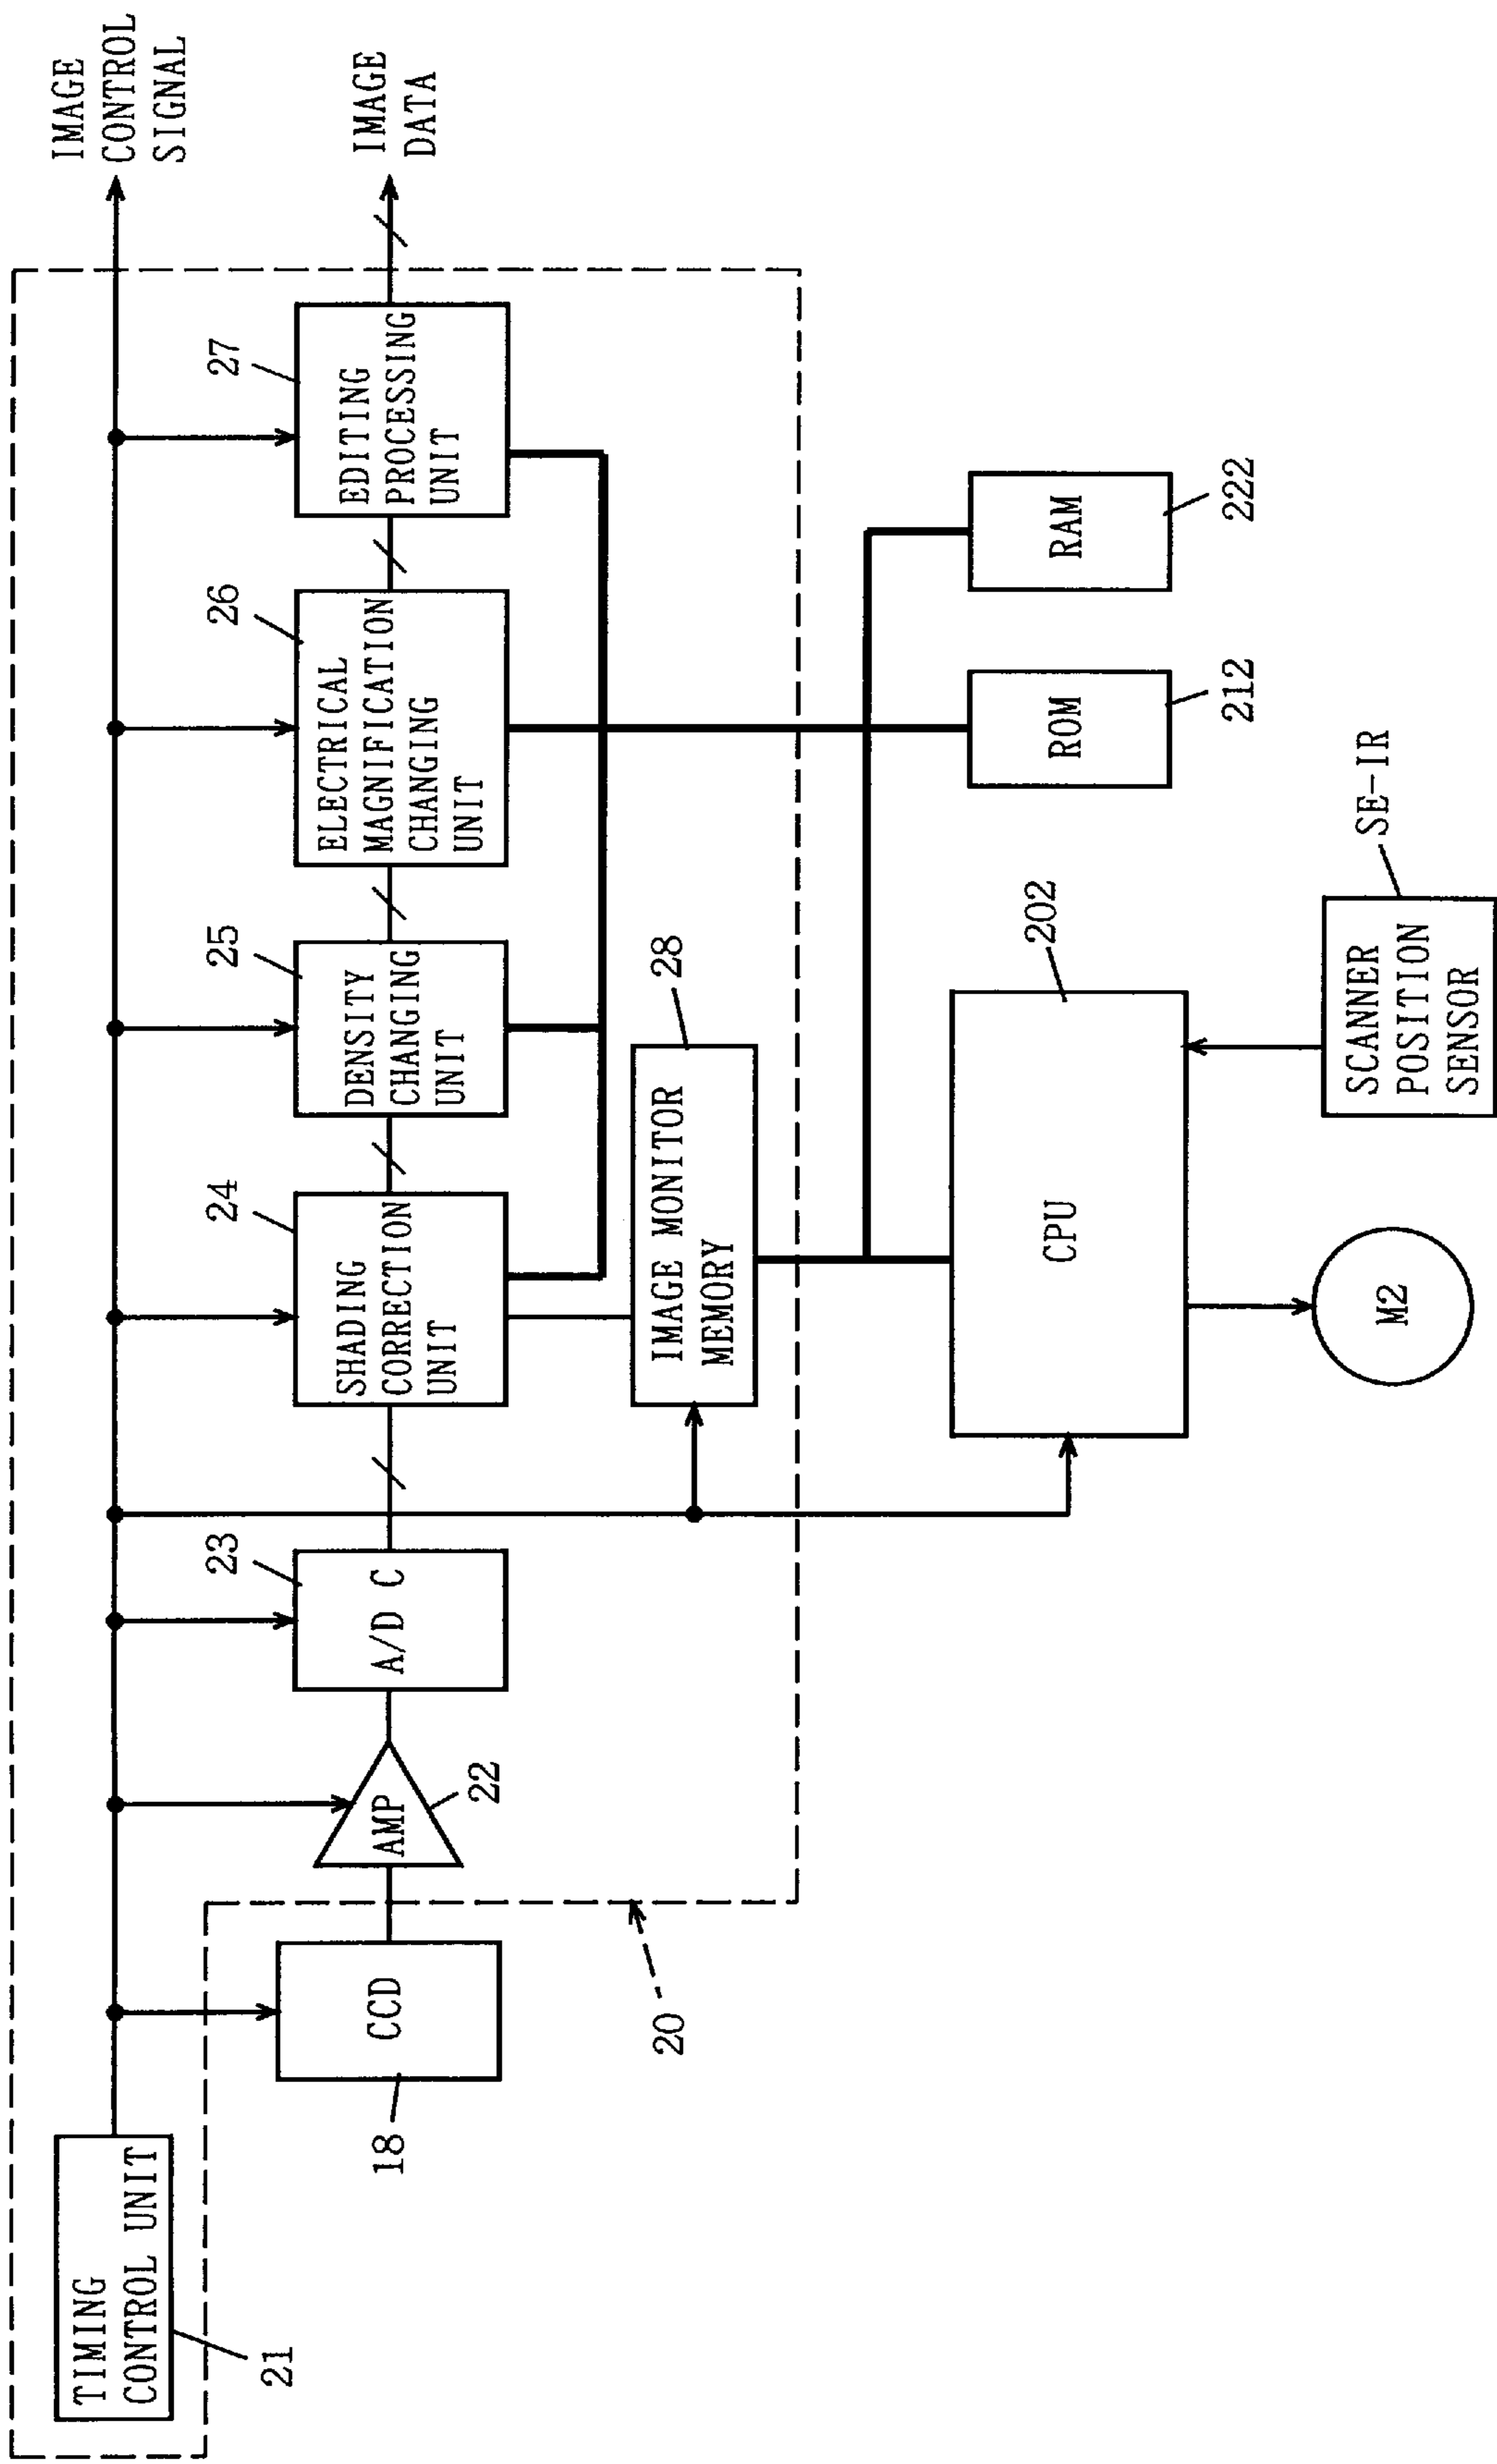 IMAGE
CONTROL
SIGNAL
IMAGE
DATA
TIMING
CONTROL UNIT
21
CCD
18
AMP
22
A/D C
23
SHADING
CORRECTION
UNIT
24
DENSITY
CHANGING
UNIT
25
ELECTRICAL
MAGNIFICATION
CHANGING
UNIT
26
EDITING
PROCESSING
UNIT
27
20
IMAGE MONITOR
MEMORY
28
CPU
202
ROM
212
RAM
222
M2
SCANNER
POSITION
SENSOR
SE-IR